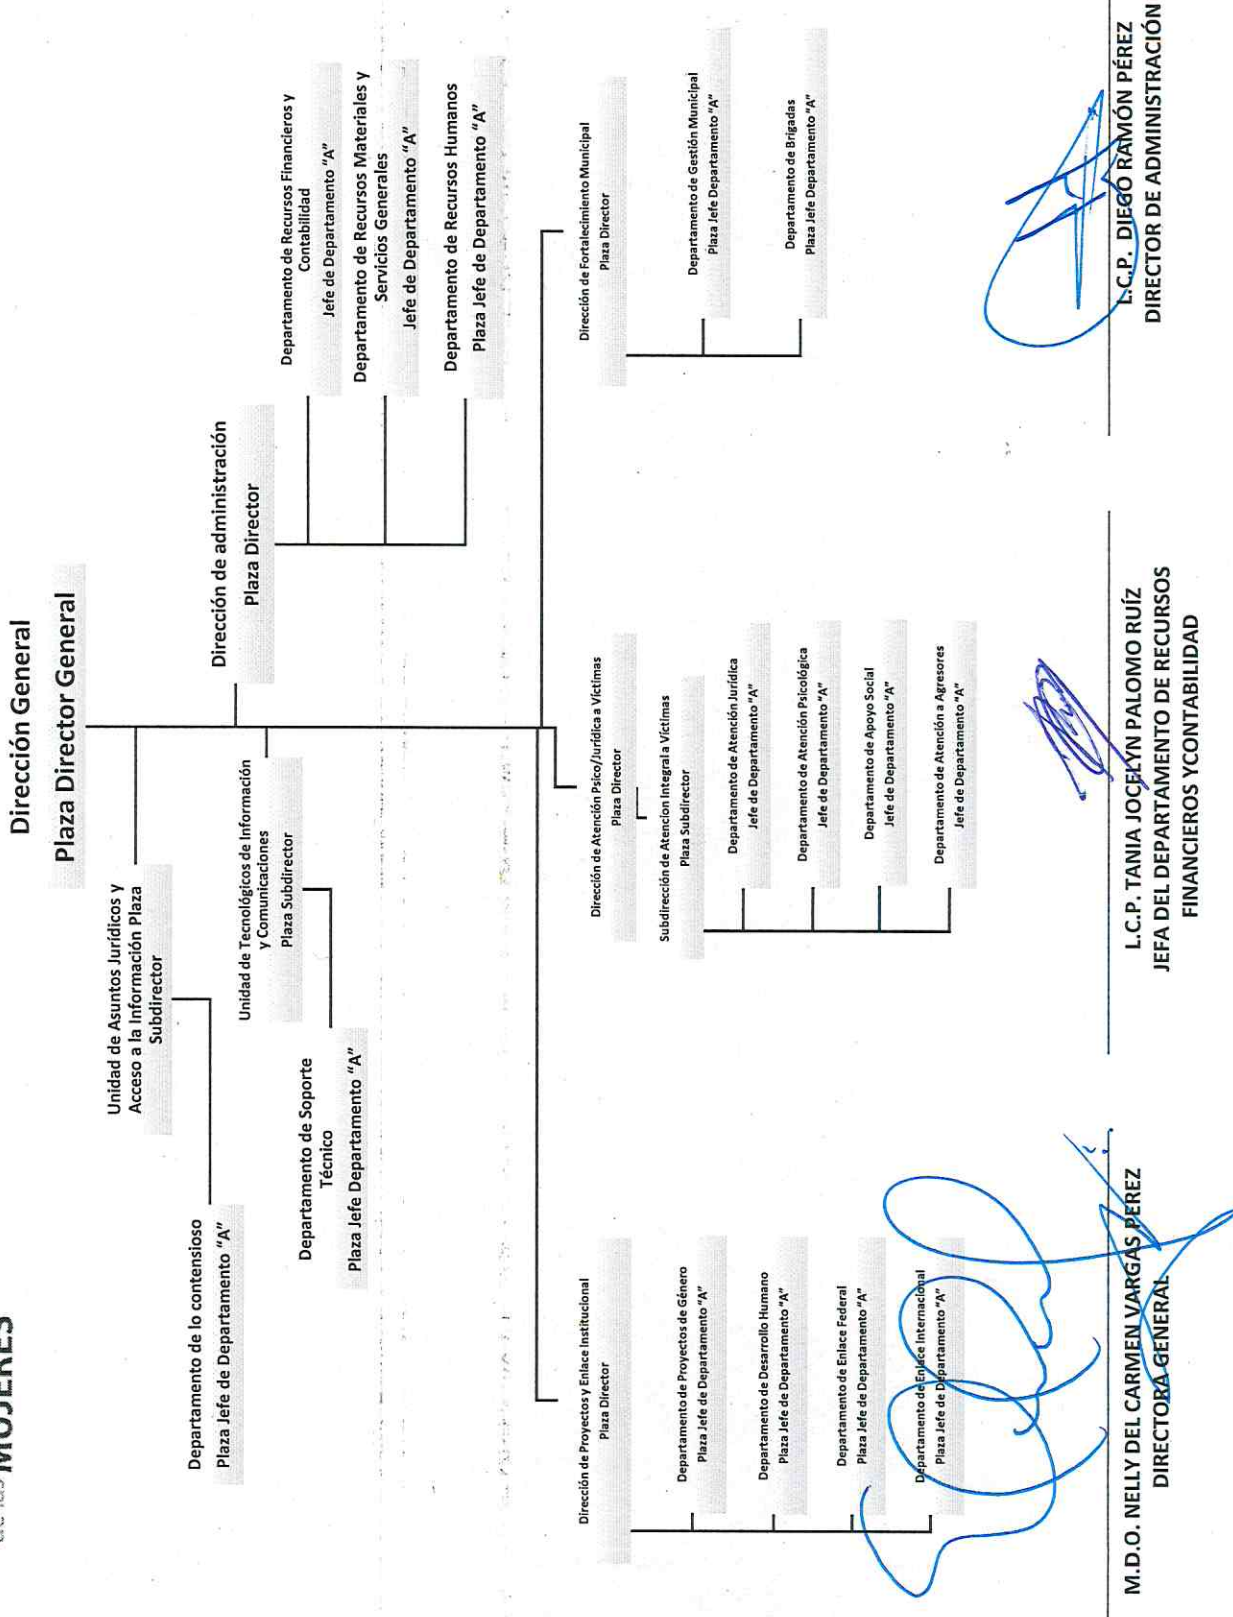 de las MUJERES
Dirección General
Plaza Director General
Unidad de Asuntos Jurídicos y
Acceso a la Información Plaza
Subdirector
Departamento de lo contensioso
Plaza Jefe de Departamento "A"
Dirección de administración
Plaza Director
Departamento de Recursos Financieros y
Contabilidad
Jefe de Departamento "A"
Departamento de Recursos Materiales y
Servicios Generales
Jefe de Departamento "A"
Departamento de Recursos Humanos
Plaza Jefe de Departamento "A"
Unidad de Tecnológicos de Información
y Comunicaciones
Plaza Subdirector
Departamento de Soporte
Técnico
Plaza Jefe Departamento "A"
Dirección de Proyectos y Enlace Institucional
Plaza Director
Departamento de Proyectos de Género
Plaza Jefe de Departamento "A"
Departamento de Desarrollo Humano
Plaza Jefe de Departamento "A"
Departamento de Enlace Federal
Plaza Jefe de Departamento "A"
Departamento de Enlace Internacional
Plaza Jefe de Departamento "A"
Dirección de Atención Psico/Jurídica a Víctimas
Plaza Director
Subdirección de Atencion Integral a Víctimas
Plaza Subdirector
Departamento de Atención Jurídica
Jefe de Departamento "A"
Departamento de Atención Psicológica
Jefe de Departamento "A"
Departamento de Apoyo Social
Jefe de Departamento "A"
Departamento de Atención a Agresores
Jefe de Departamento "A"
Dirección de Fortalecimiento Municipal
Plaza Director
Departamento de Gestión Municipal
Plaza Jefe Departamento "A"
Departamento de Brigadas
Plaza Jefe Departamento "A"
M.D.O. NELLY DEL CARMEN VARGAS PEREZ
DIRECTORA GENERAL
L.C.P. TANIA JOCELYN PALOMO RUÍZ
JEFA DEL DEPARTAMENTO DE RECURSOS
FINANCIEROS YCONTABILIDAD
L.C.P. DIEGO RAMÓN PÉREZ
DIRECTOR DE ADMINISTRACIÓN